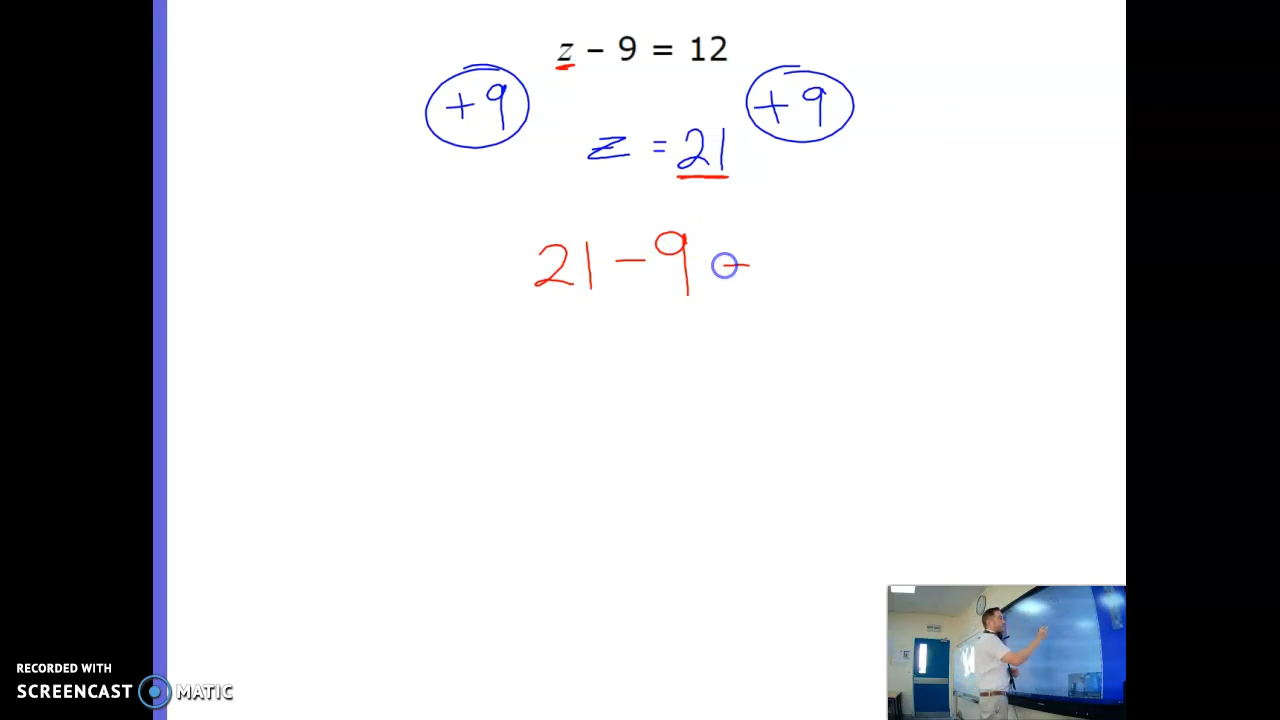 z – 9 = 12
+9 +9
z = 21
21 – 9 =
RECORDED WITH
SCREENCAST MATIC